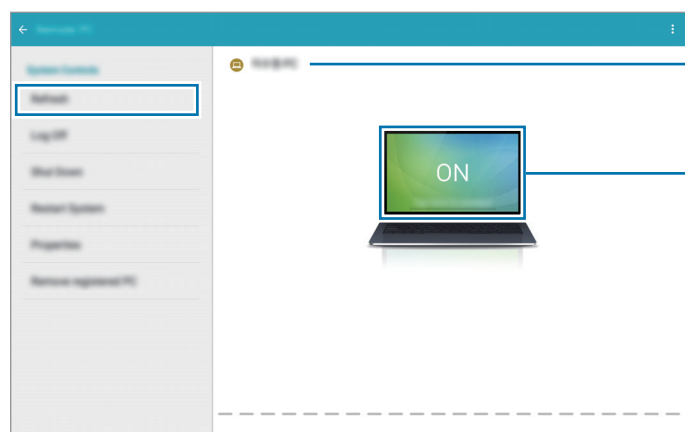 System Controls
Refresh
Log Off
Shut Down
ON
Restart System
Properties
Remove registered PC